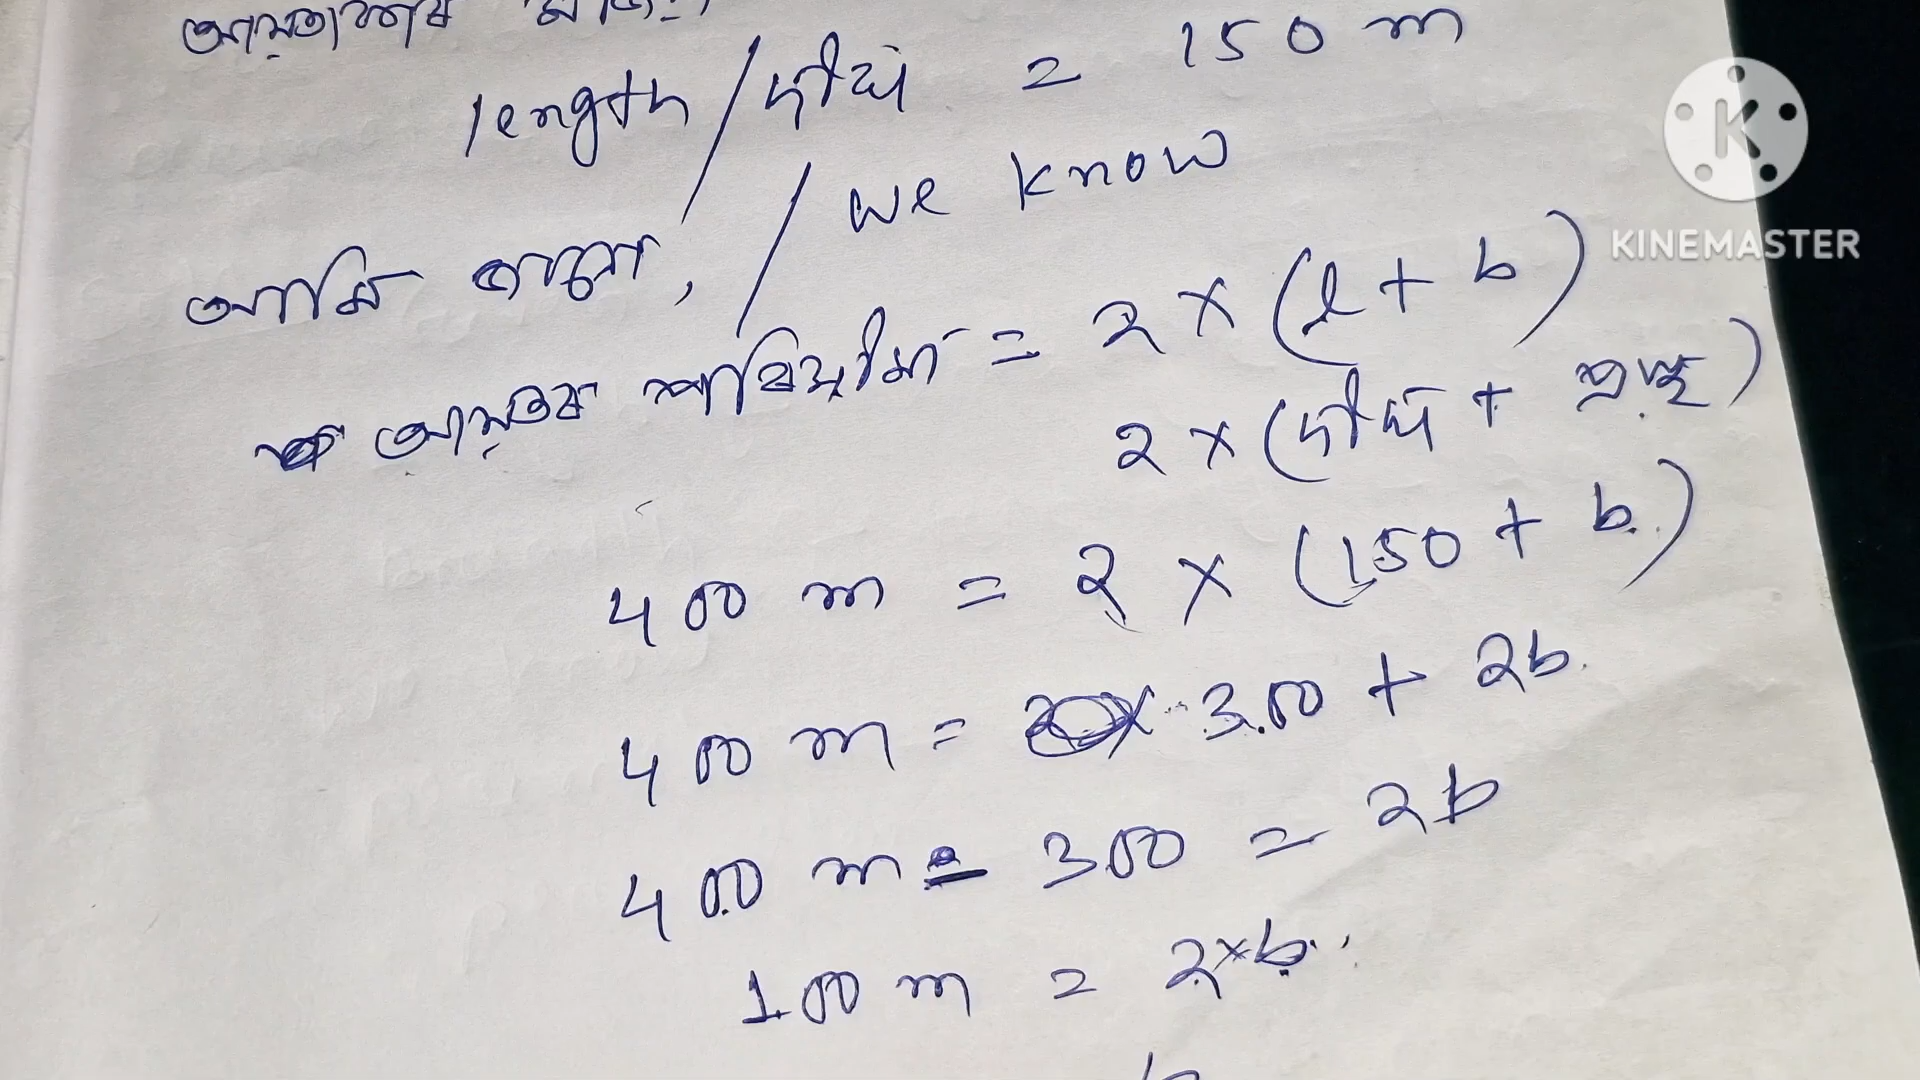 length / দীঘ = 150 m
আমি জানো, / we know
আয়তৰ পৰিসীমা = 2 × (l + b)
2 × (দীঘ + প্ৰস্থ)
400 m = 2 × (150 + b)
400 m = 300 + 2b
400 m - 300 = 2b
100 m = 2×b
KINEMASTER